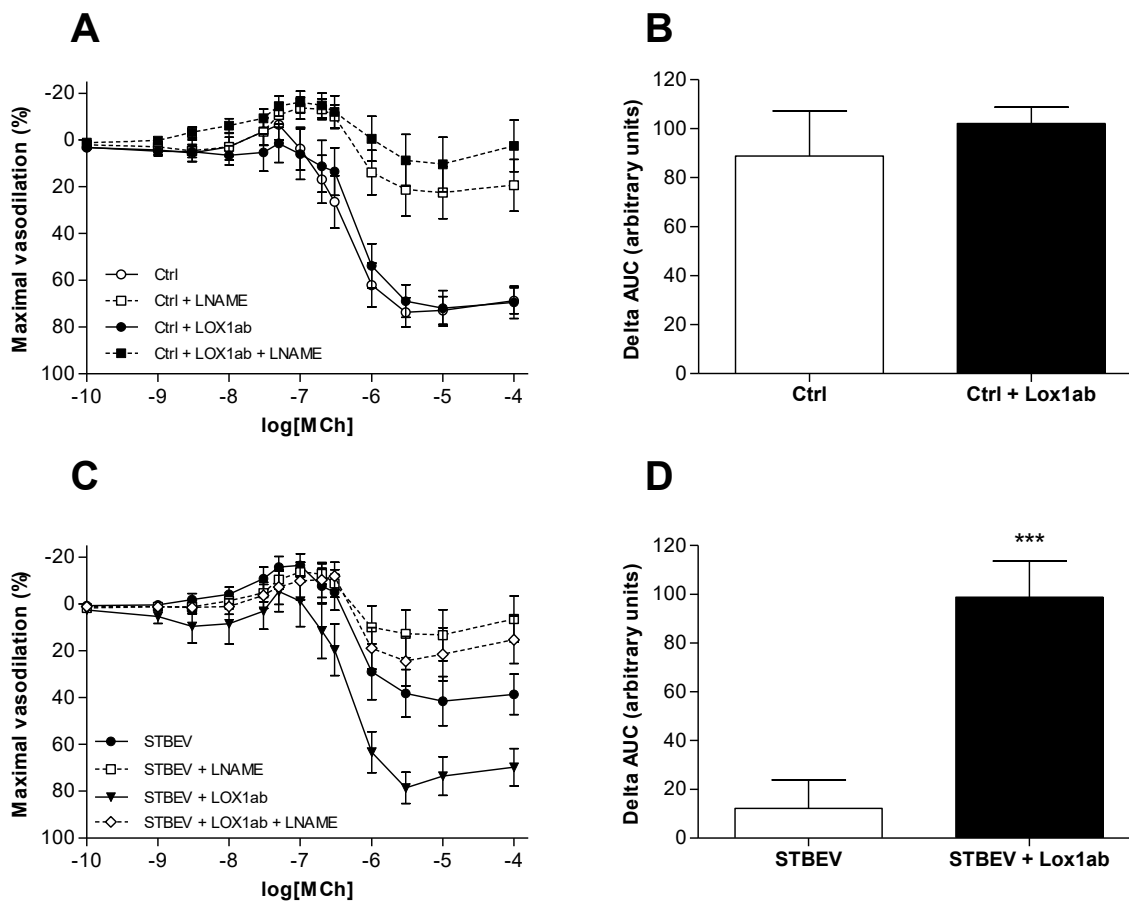 A
Maximal vasodilation (%)
-20
0
20
40
60
80
100
Ctrl
Ctrl + LNAME
Ctrl + LOX1ab
Ctrl + LOX1ab + LNAME
-10 -9 -8 -7 -6 -5 -4
log[MCh]
B
Delta AUC (arbitrary units)
120
100
80
60
40
20
0
Ctrl Ctrl + Lox1ab
C
Maximal vasodilation (%)
-20
0
20
40
60
80
100
STBEV
STBEV + LNAME
STBEV + LOX1ab
STBEV + LOX1ab + LNAME
-10 -9 -8 -7 -6 -5 -4
log[MCh]
D
Delta AUC (arbitrary units)
120
100
80
60
40
20
0
***
STBEV STBEV + Lox1ab